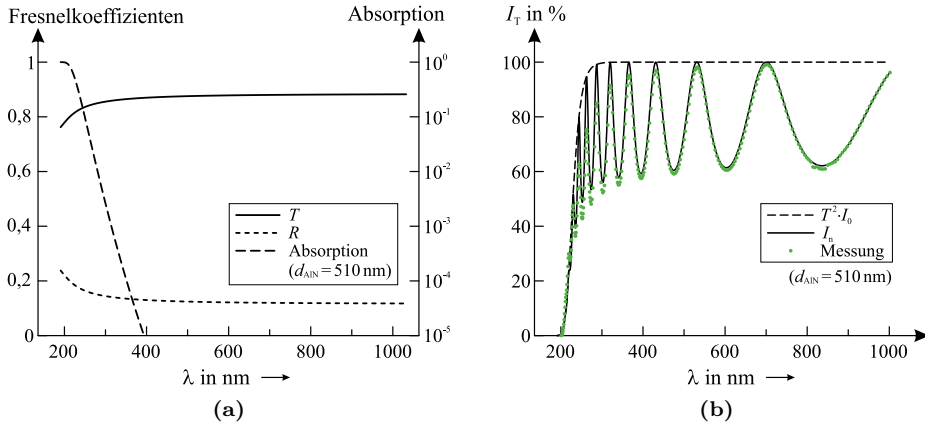 Fresnelkoeffizienten
Absorption
1
0.8
0.6
0.4
0.2
0
10⁰
10⁻¹
10⁻²
10⁻³
10⁻⁴
10⁻⁵
T
R
Absorption
(d_AlN = 510 nm)
200 400 600 800 1000
λ in nm
(a)
I_T in %
100
80
60
40
20
0
T²·I₀
Iₙ
Messung
(d_AlN = 510 nm)
200 400 600 800 1000
λ in nm
(b)